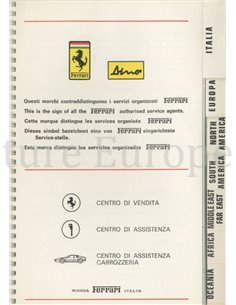 Ferrari
Dino
Questi marchi contraddistinguono i servizi organizzati Ferrari
This is the sign of all the Ferrari authorised service agents.
Cette marque distingue les services organisés Ferrari
Dieses symbol bezeichnet eine von Ferrari eingerichtete
Service-stelle.
Esta marca distingue los servicios organizados Ferrari
CENTRO DI VENDITA
CENTRO DI ASSISTENZA
CENTRO DI ASSISTENZA
CARROZZERIA
MODENA Ferrari ITALIA
ITALIA
EUROPA
NORTH AMERICA
SOUTH AMERICA
FAR EAST
MIDDLE EAST
AFRICA
OCEANIA